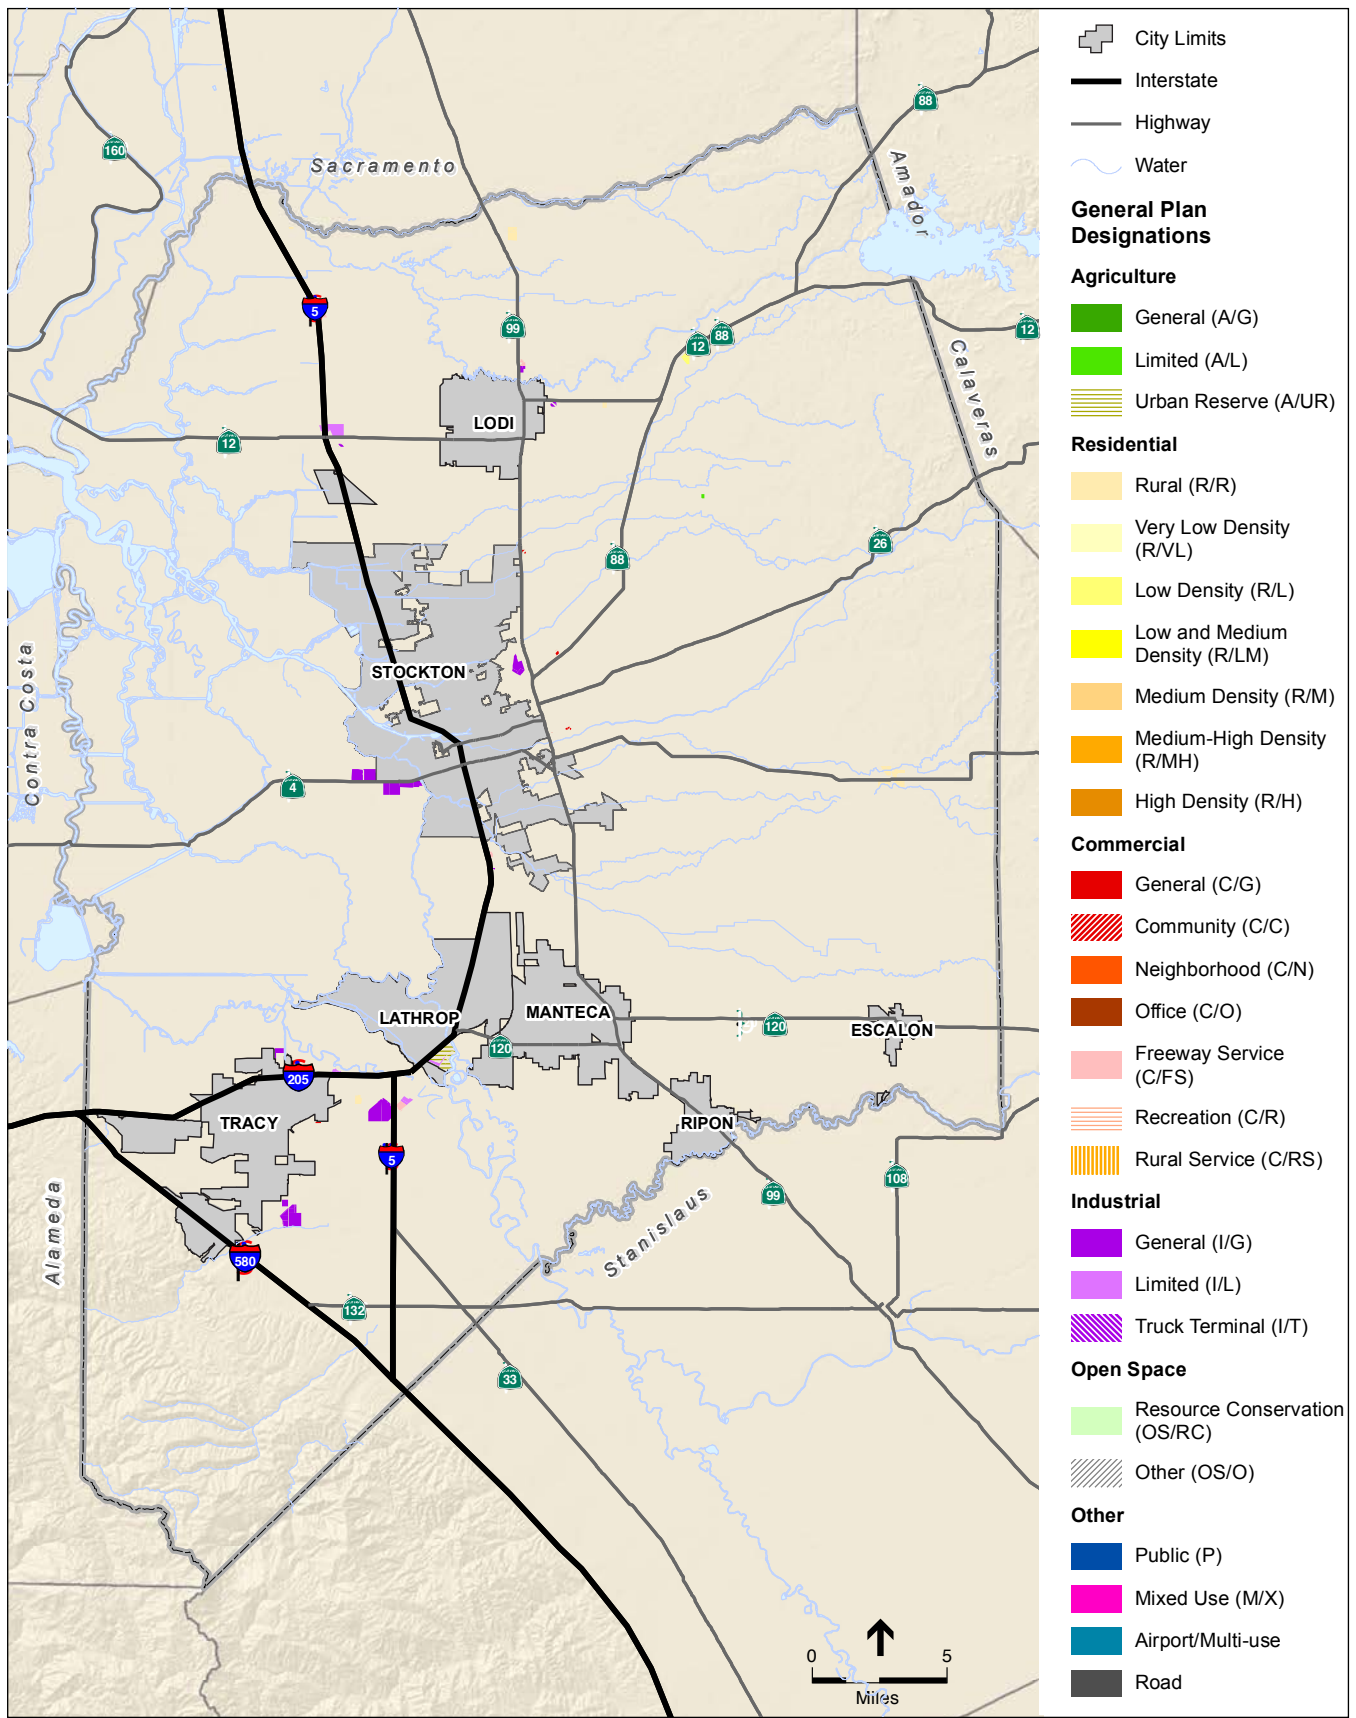 160
Sacramento
88
Amador
5
99
12
88
12
Calaveras
LODI
12
26
88
Contra Costa
STOCKTON
4
LATHROP
MANTECA
120
120
ESCALON
205
TRACY
RIPON
5
108
99
Alameda
Stanislaus
580
132
33
0 5
Miles
City Limits
Interstate
Highway
Water
General Plan
Designations
Agriculture
General (A/G)
Limited (A/L)
Urban Reserve (A/UR)
Residential
Rural (R/R)
Very Low Density
(R/VL)
Low Density (R/L)
Low and Medium
Density (R/LM)
Medium Density (R/M)
Medium-High Density
(R/MH)
High Density (R/H)
Commercial
General (C/G)
Community (C/C)
Neighborhood (C/N)
Office (C/O)
Freeway Service
(C/FS)
Recreation (C/R)
Rural Service (C/RS)
Industrial
General (I/G)
Limited (I/L)
Truck Terminal (I/T)
Open Space
Resource Conservation
(OS/RC)
Other (OS/O)
Other
Public (P)
Mixed Use (M/X)
Airport/Multi-use
Road